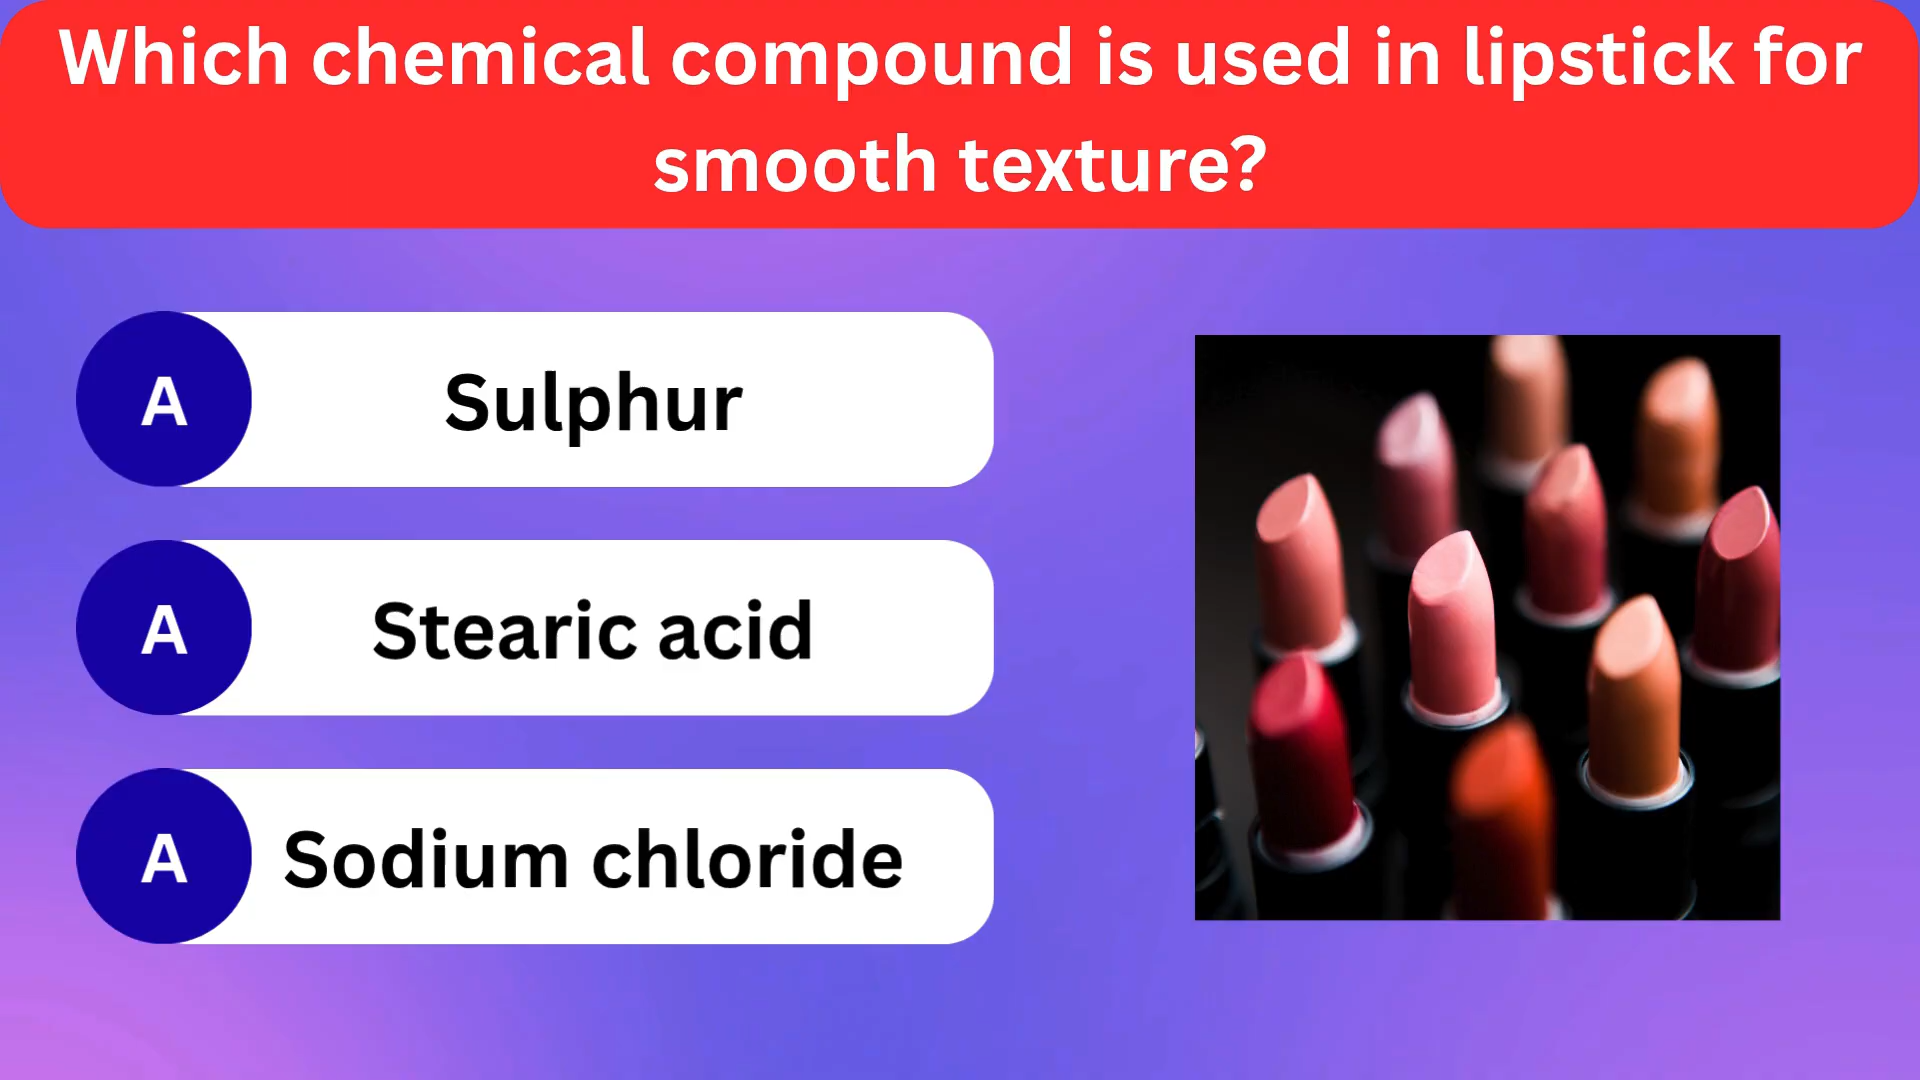 Which chemical compound is used in lipstick for
smooth texture?
A Sulphur
A Stearic acid
A Sodium chloride